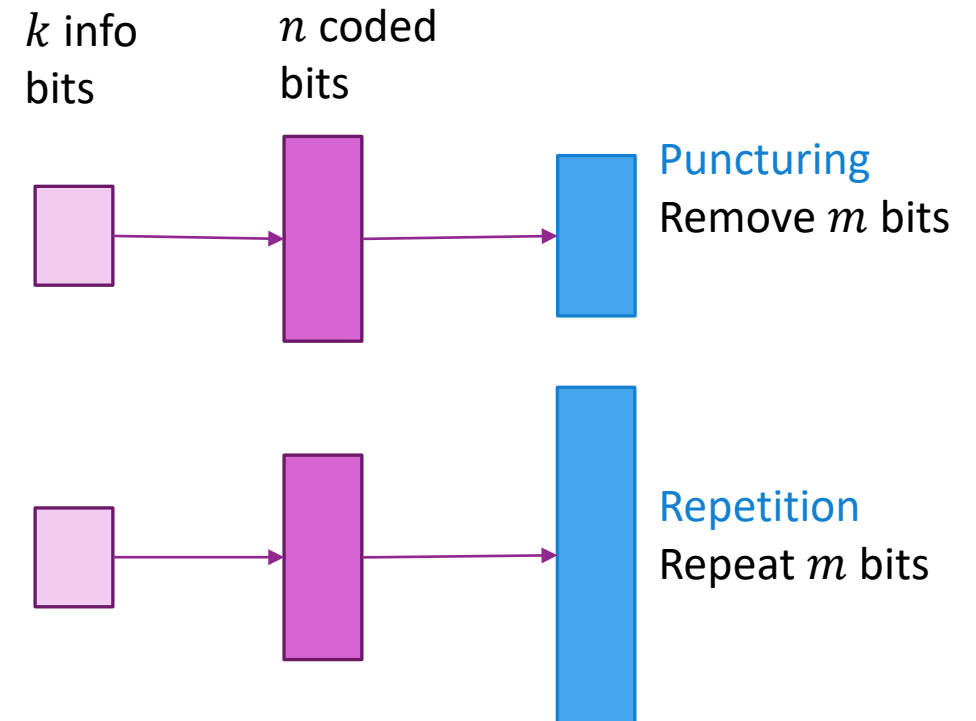 k info
bits
n coded
bits
Puncturing
Remove m bits
Repetition
Repeat m bits